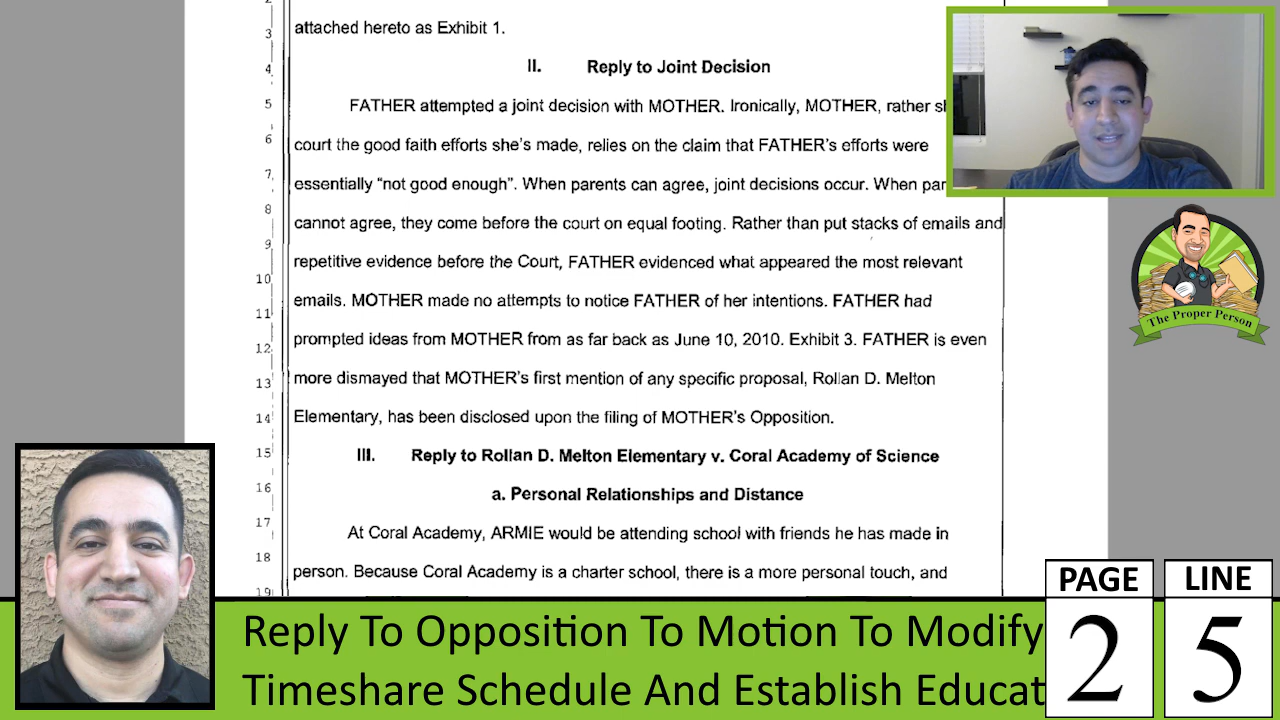 3 attached hereto as Exhibit 1.
4 II. Reply to Joint Decision
5 FATHER attempted a joint decision with MOTHER. Ironically, MOTHER, rather
6 court the good faith efforts she's made, relies on the claim that FATHER's efforts were
7 essentially “not good enough”. When parents can agree, joint decisions occur. When
8 cannot agree, they come before the court on equal footing. Rather than put stacks of emails and
9
10 repetitive evidence before the Court, FATHER evidenced what appeared the most relevant
11 emails. MOTHER made no attempts to notice FATHER of her intentions. FATHER had
12 prompted ideas from MOTHER from as far back as June 10, 2010. Exhibit 3. FATHER is even
13 more dismayed that MOTHER's first mention of any specific proposal, Rollan D. Melton
14 Elementary, has been disclosed upon the filing of MOTHER's Opposition.
15 III. Reply to Rollan D. Melton Elementary v. Coral Academy of Science
16 a. Personal Relationships and Distance
17 At Coral Academy, ARMIE would be attending school with friends he has made in
18 person. Because Coral Academy is a charter school, there is a more personal touch, and
19
The Proper Person
Reply To Opposition To Motion To Modify
Timeshare Schedule And Establish Educat
PAGE
2
LINE
5